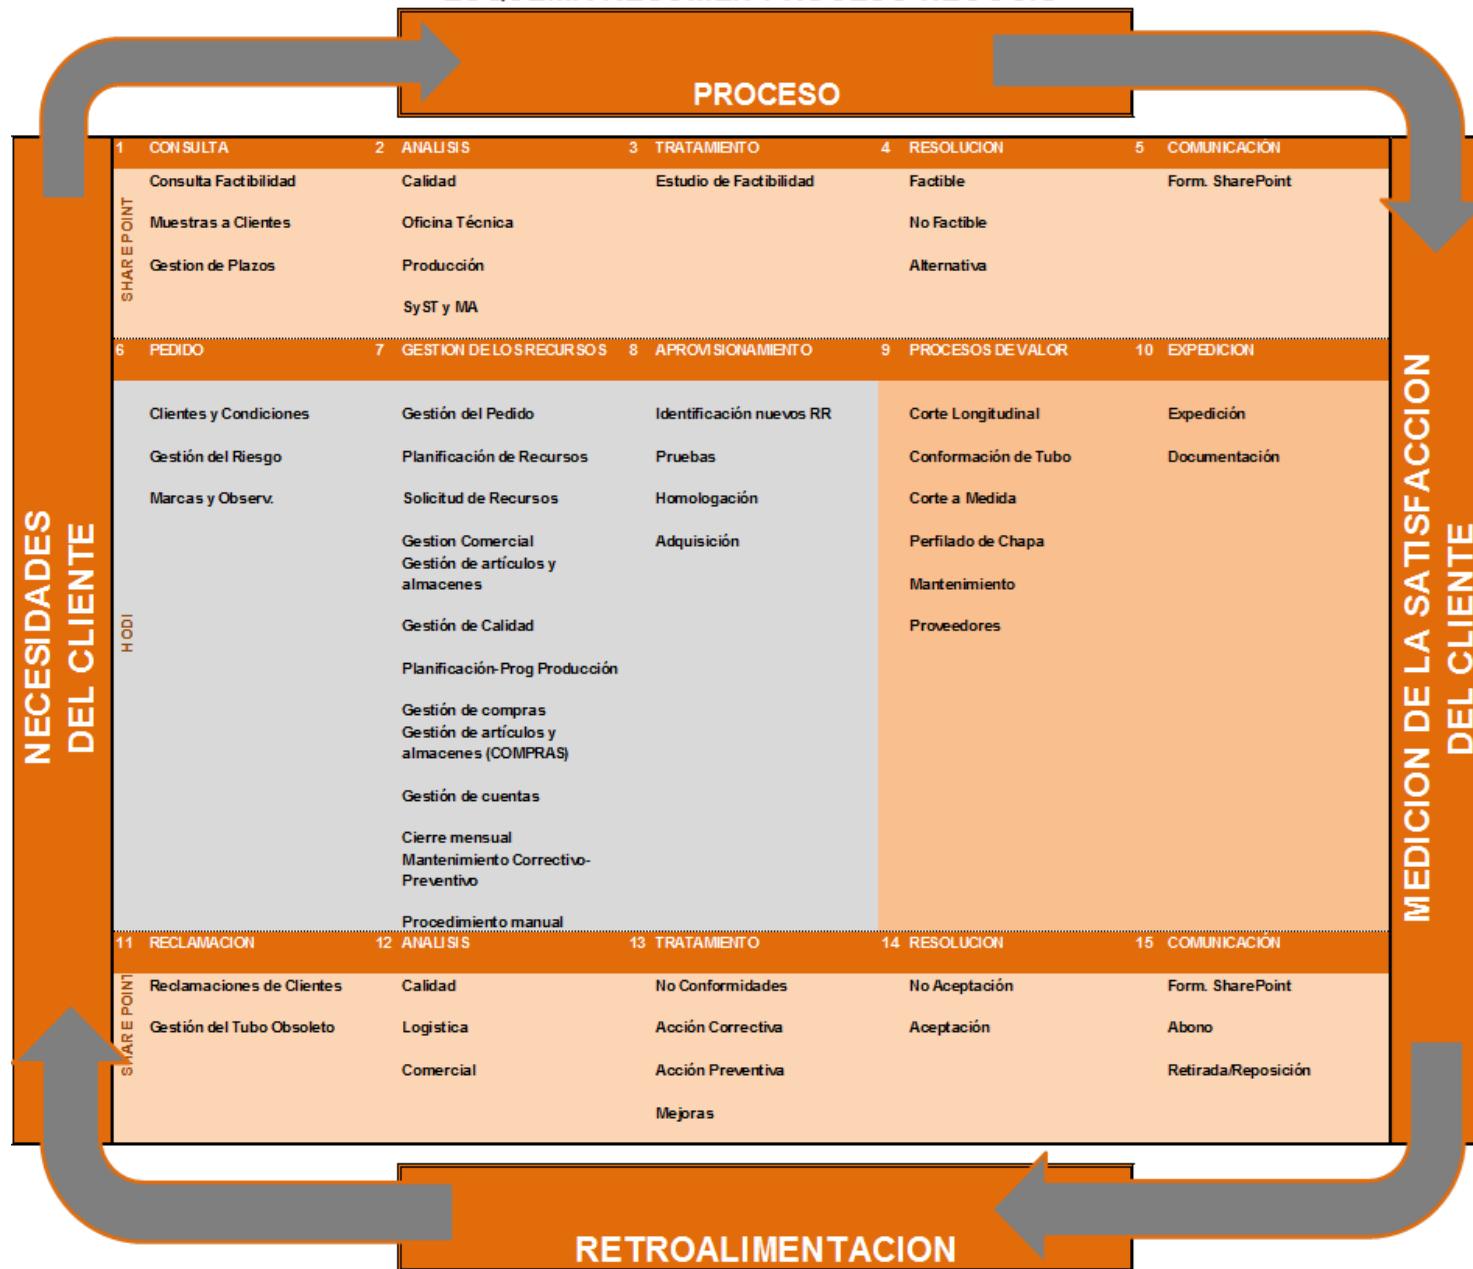 PROCESO
1 CONSULTA 2 ANALISIS 3 TRATAMIENTO 4 RESOLUCION 5 COMUNICACIÓN
SHAREPOINT
Consulta Factibilidad Calidad Estudio de Factibilidad Factible Form. SharePoint
Muestras a Clientes Oficina Técnica No Factible
Gestion de Plazos Producción Alternativa
SyST y MA
6 PEDIDO 7 GESTION DE LOS RECURSOS 8 APROVISIONAMIENTO 9 PROCESOS DE VALOR 10 EXPEDICION
HODI
Clientes y Condiciones Gestión del Pedido Identificación nuevos RR Corte Longitudinal Expedición
Gestión del Riesgo Planificación de Recursos Pruebas Conformación de Tubo Documentación
Marcas y Observ. Solicitud de Recursos Homologación Corte a Medida
Gestion Comercial Adquisición Perfilado de Chapa
Gestión de artículos y
almacenes Mantenimiento
Gestión de Calidad Proveedores
Planificación-Prog Producción
Gestión de compras
Gestión de artículos y
almacenes (COMPRAS)
Gestión de cuentas
Cierre mensual
Mantenimiento Correctivo-
Preventivo
Procedimiento manual
11 RECLAMACION 12 ANALISIS 13 TRATAMIENTO 14 RESOLUCION 15 COMUNICACIÓN
SHAREPOINT
Reclamaciones de Clientes Calidad No Conformidades No Aceptación Form. SharePoint
Gestión del Tubo Obsoleto Logistica Acción Correctiva Aceptación Abono
Comercial Acción Preventiva Retirada/Reposición
Mejoras
NECESIDADES
DEL CLIENTE
MEDICION DE LA SATISFACCION
DEL CLIENTE
RETROALIMENTACION